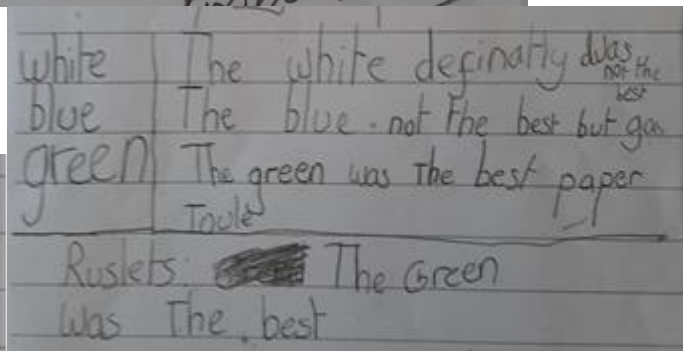 white The white definatly was not the best
blue The blue. not The best but
green The green was The best paper
Toule
Ruslets: The Green
was The. best